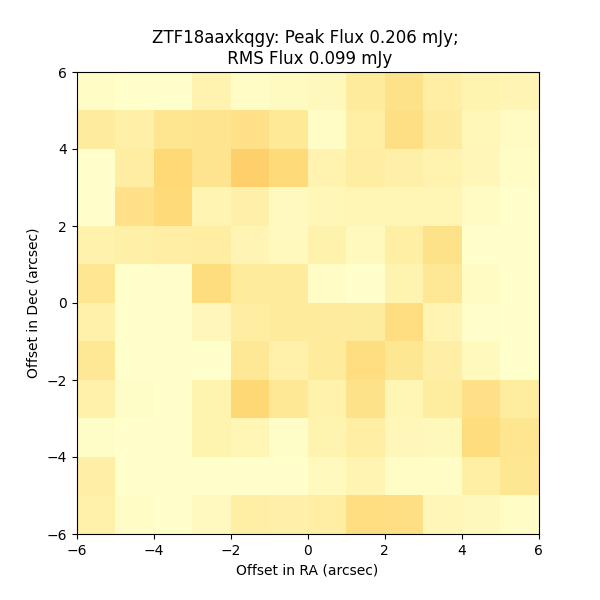 ZTF18aaxkqgy: Peak Flux 0.206 mJy;
RMS Flux 0.099 mJy
6
4
2
0
−2
−4
−6
Offset in Dec (arcsec)
−6 −4 −2 0 2 4 6
Offset in RA (arcsec)